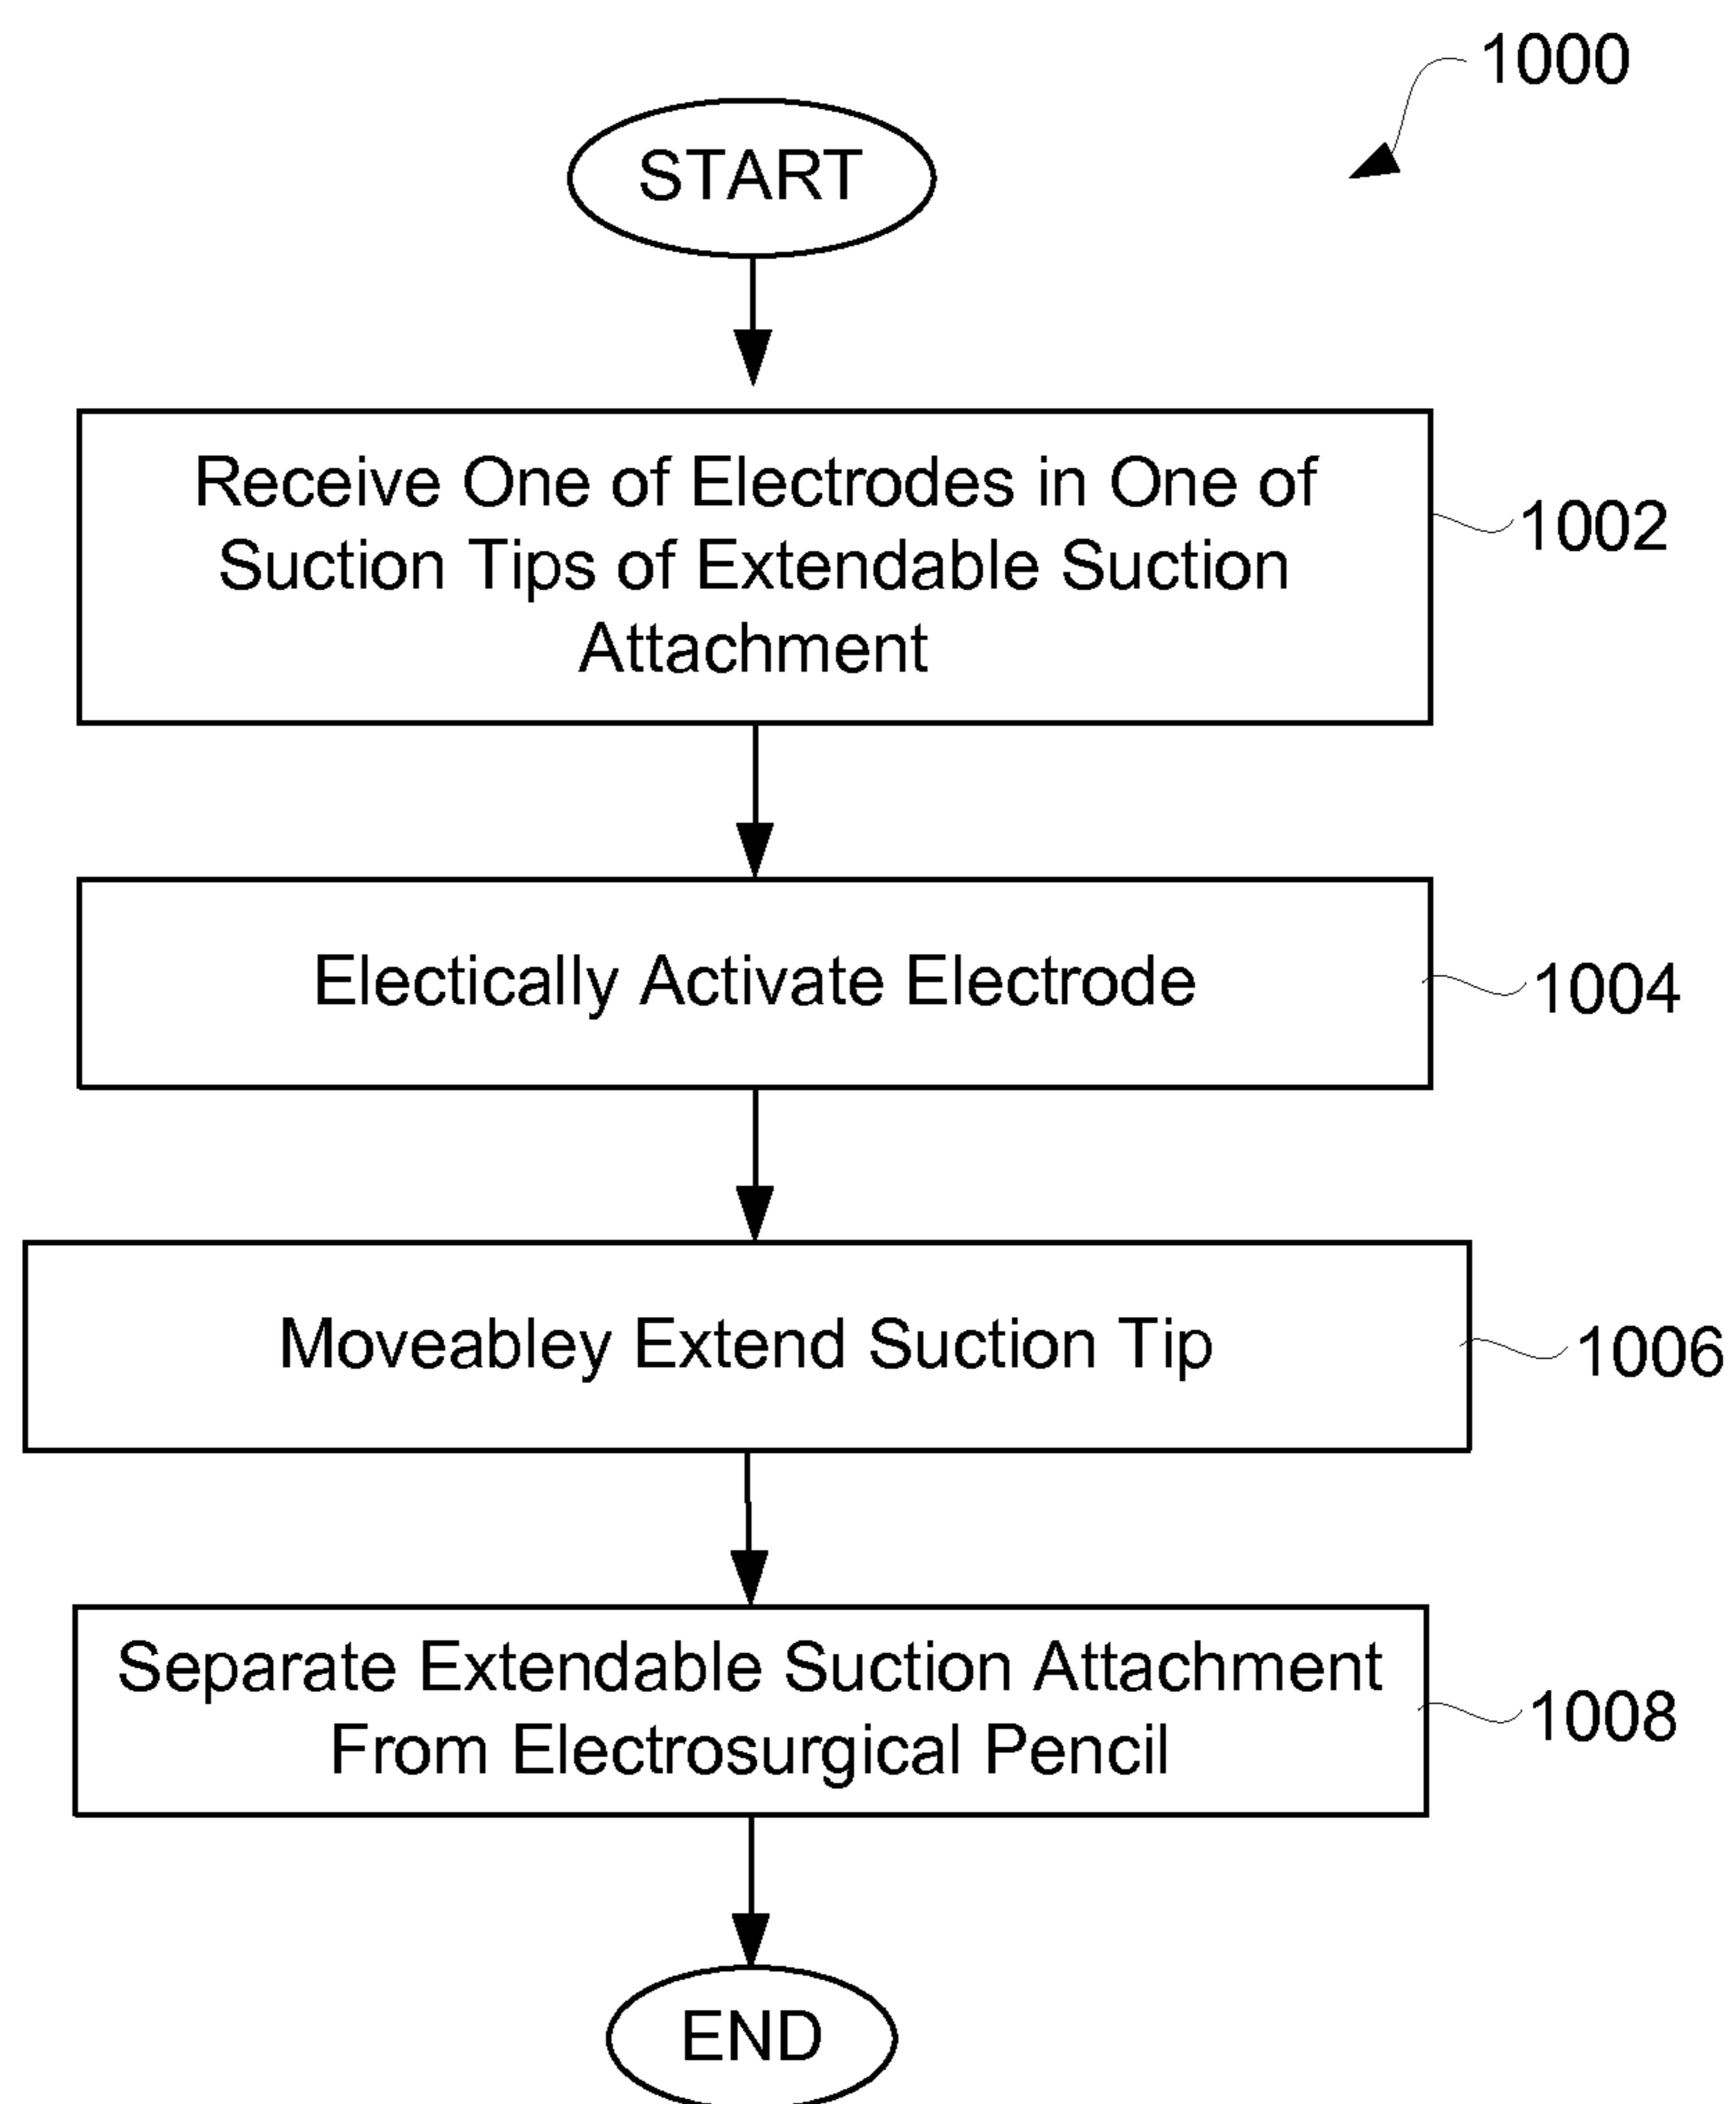 1000
START
Receive One of Electrodes in One of
Suction Tips of Extendable Suction
Attachment
1002
Electically Activate Electrode
1004
Moveabley Extend Suction Tip
1006
Separate Extendable Suction Attachment
From Electrosurgical Pencil
1008
END